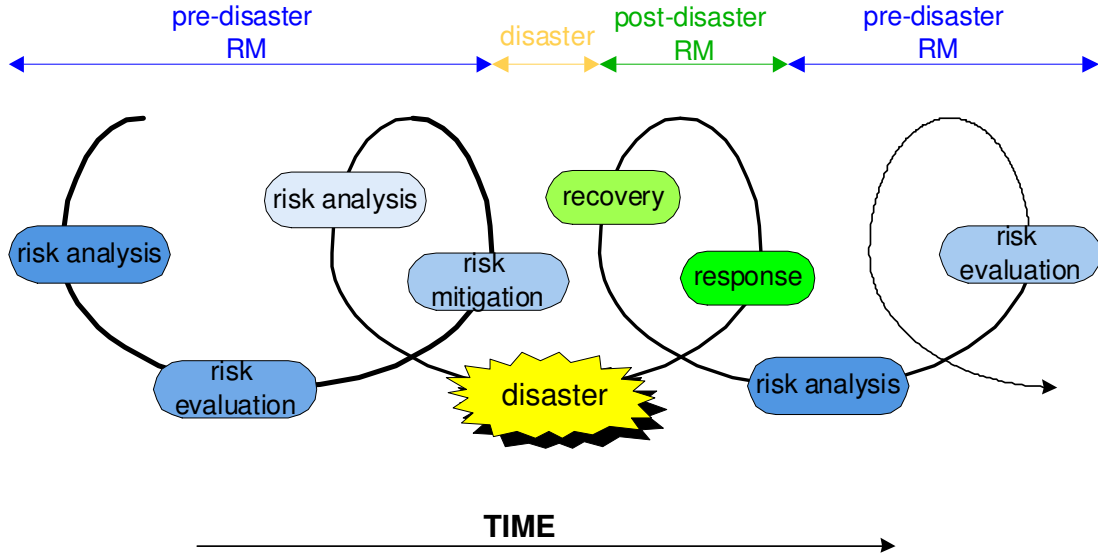 pre-disaster
RM
disaster
post-disaster
RM
pre-disaster
RM
risk analysis
risk
evaluation
risk analysis
risk
mitigation
disaster
recovery
response
risk analysis
risk
evaluation
TIME